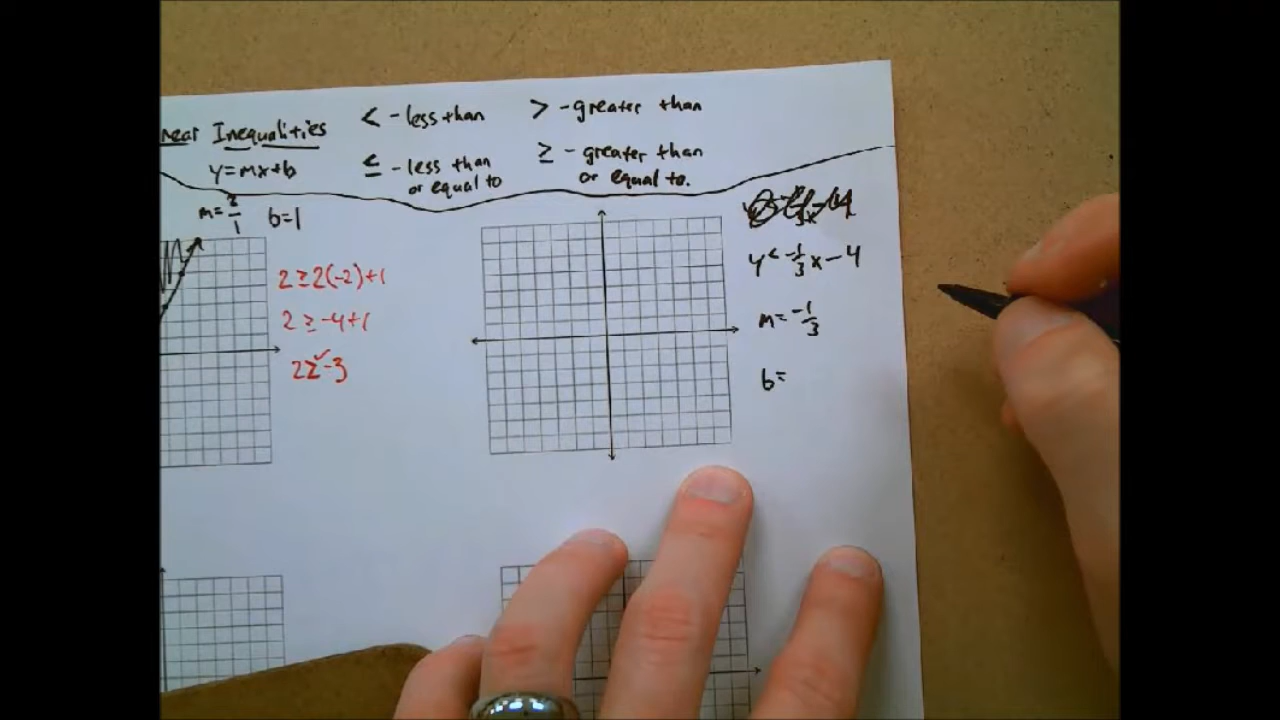 near Inequalities
y=mx+b
< - less than
> - greater than
≤ - less than
or equal to
≥ - greater than
or equal to.
m=2/1 b=1
2≥2(-2)+1
2≥-4+1
2≥-3
y<-1/3x-4
m=-1/3
b=